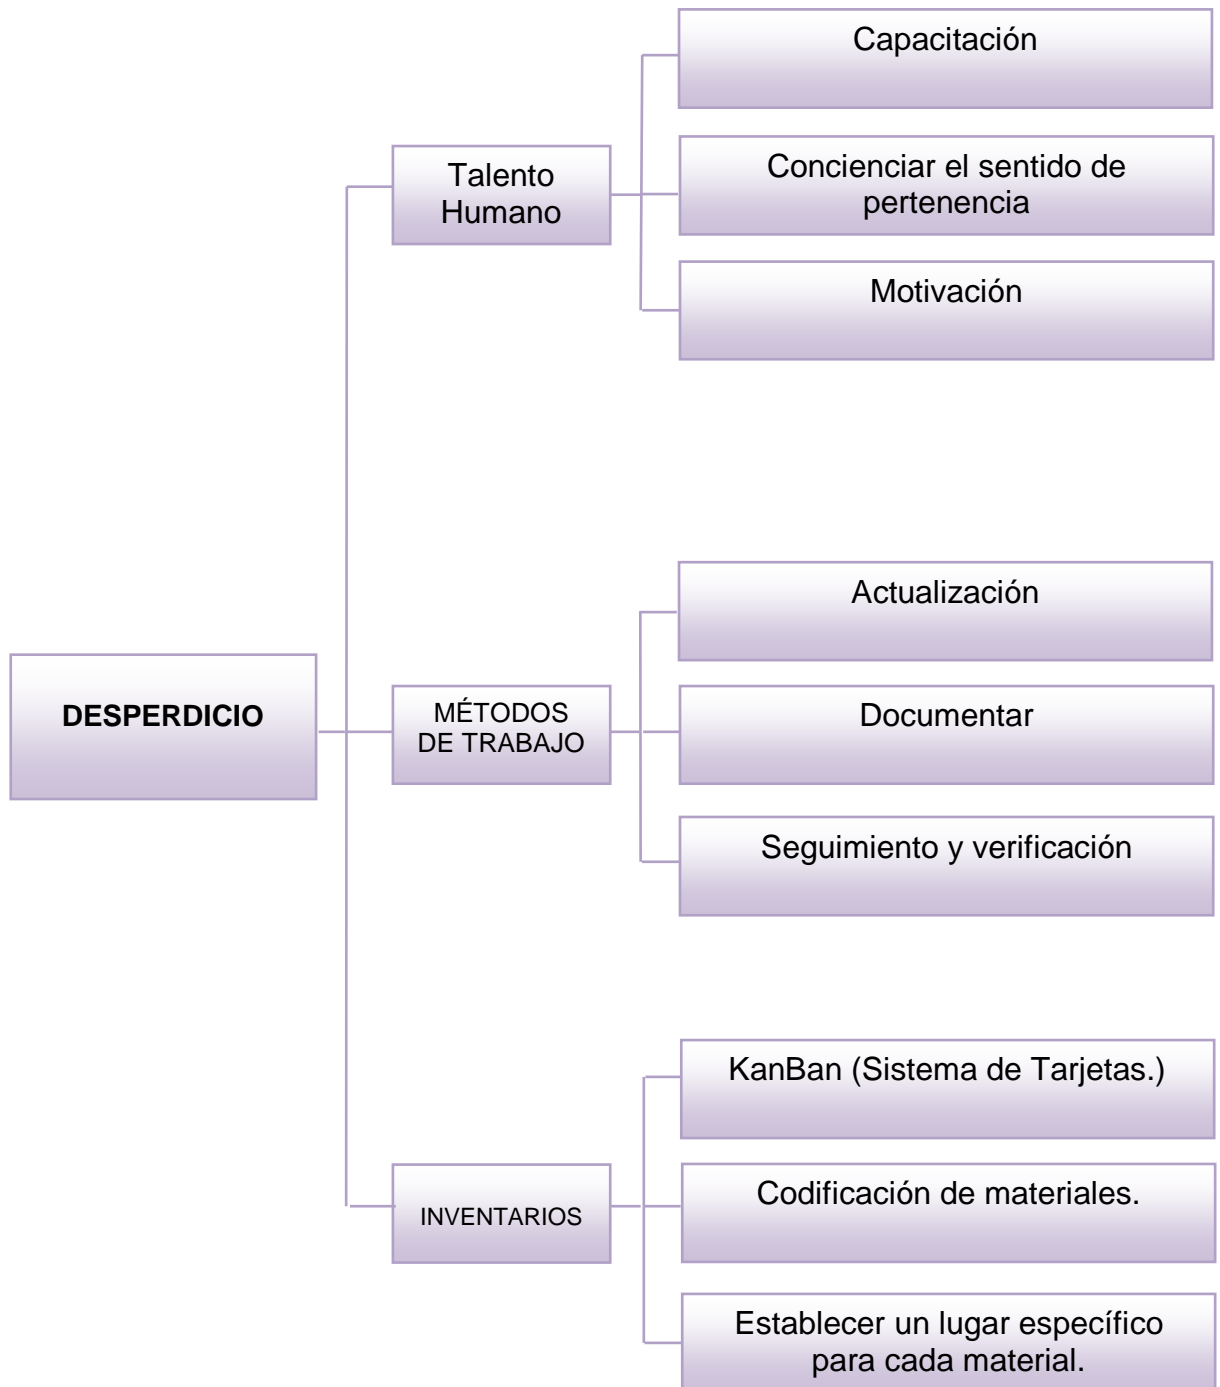 DESPERDICIO
Talento
Humano
Capacitación
Concienciar el sentido de
pertenencia
Motivación
MÉTODOS
DE TRABAJO
Actualización
Documentar
Seguimiento y verificación
INVENTARIOS
KanBan (Sistema de Tarjetas.)
Codificación de materiales.
Establecer un lugar específico
para cada material.